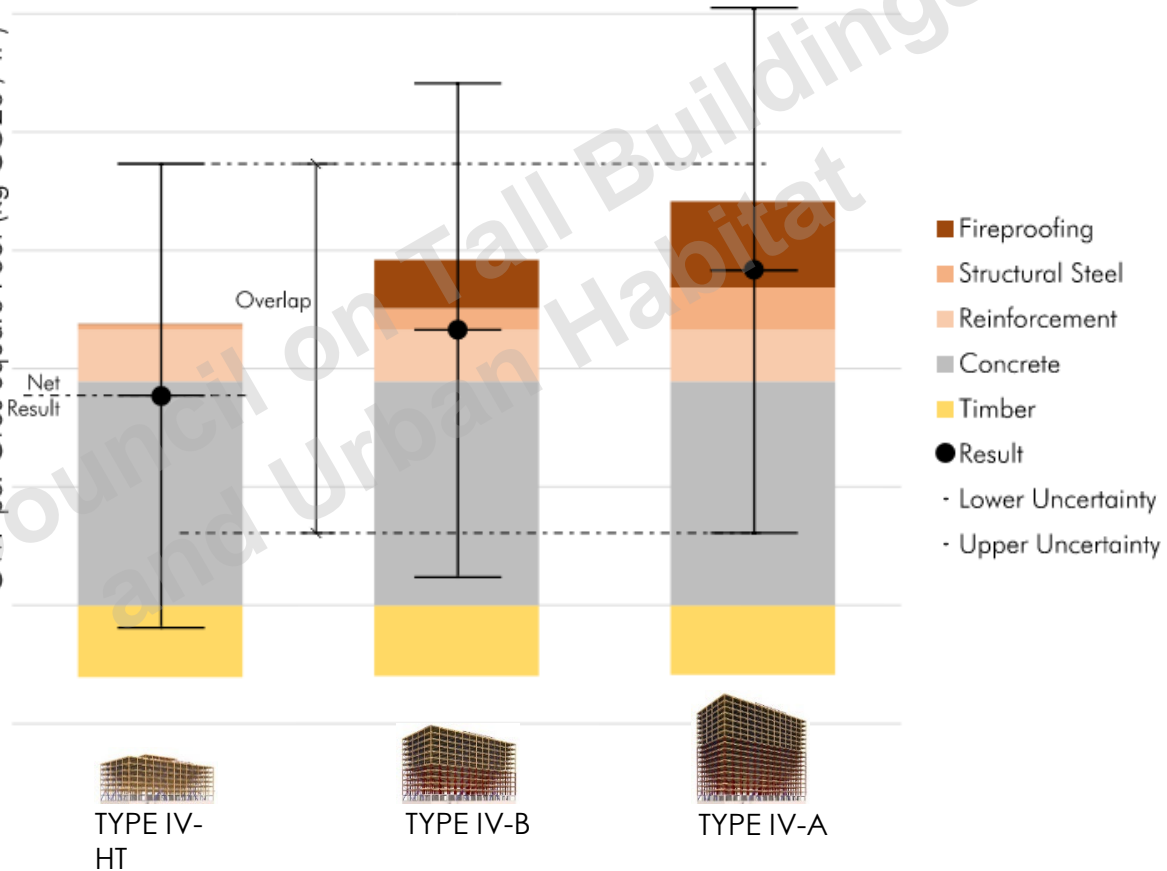 Council on Tall Buildings
and Urban Habitat
Overlap
Net
Result
Fireproofing
Structural Steel
Reinforcement
Concrete
Timber
Result
- Lower Uncertainty
- Upper Uncertainty
TYPE IV-
HT
TYPE IV-B
TYPE IV-A